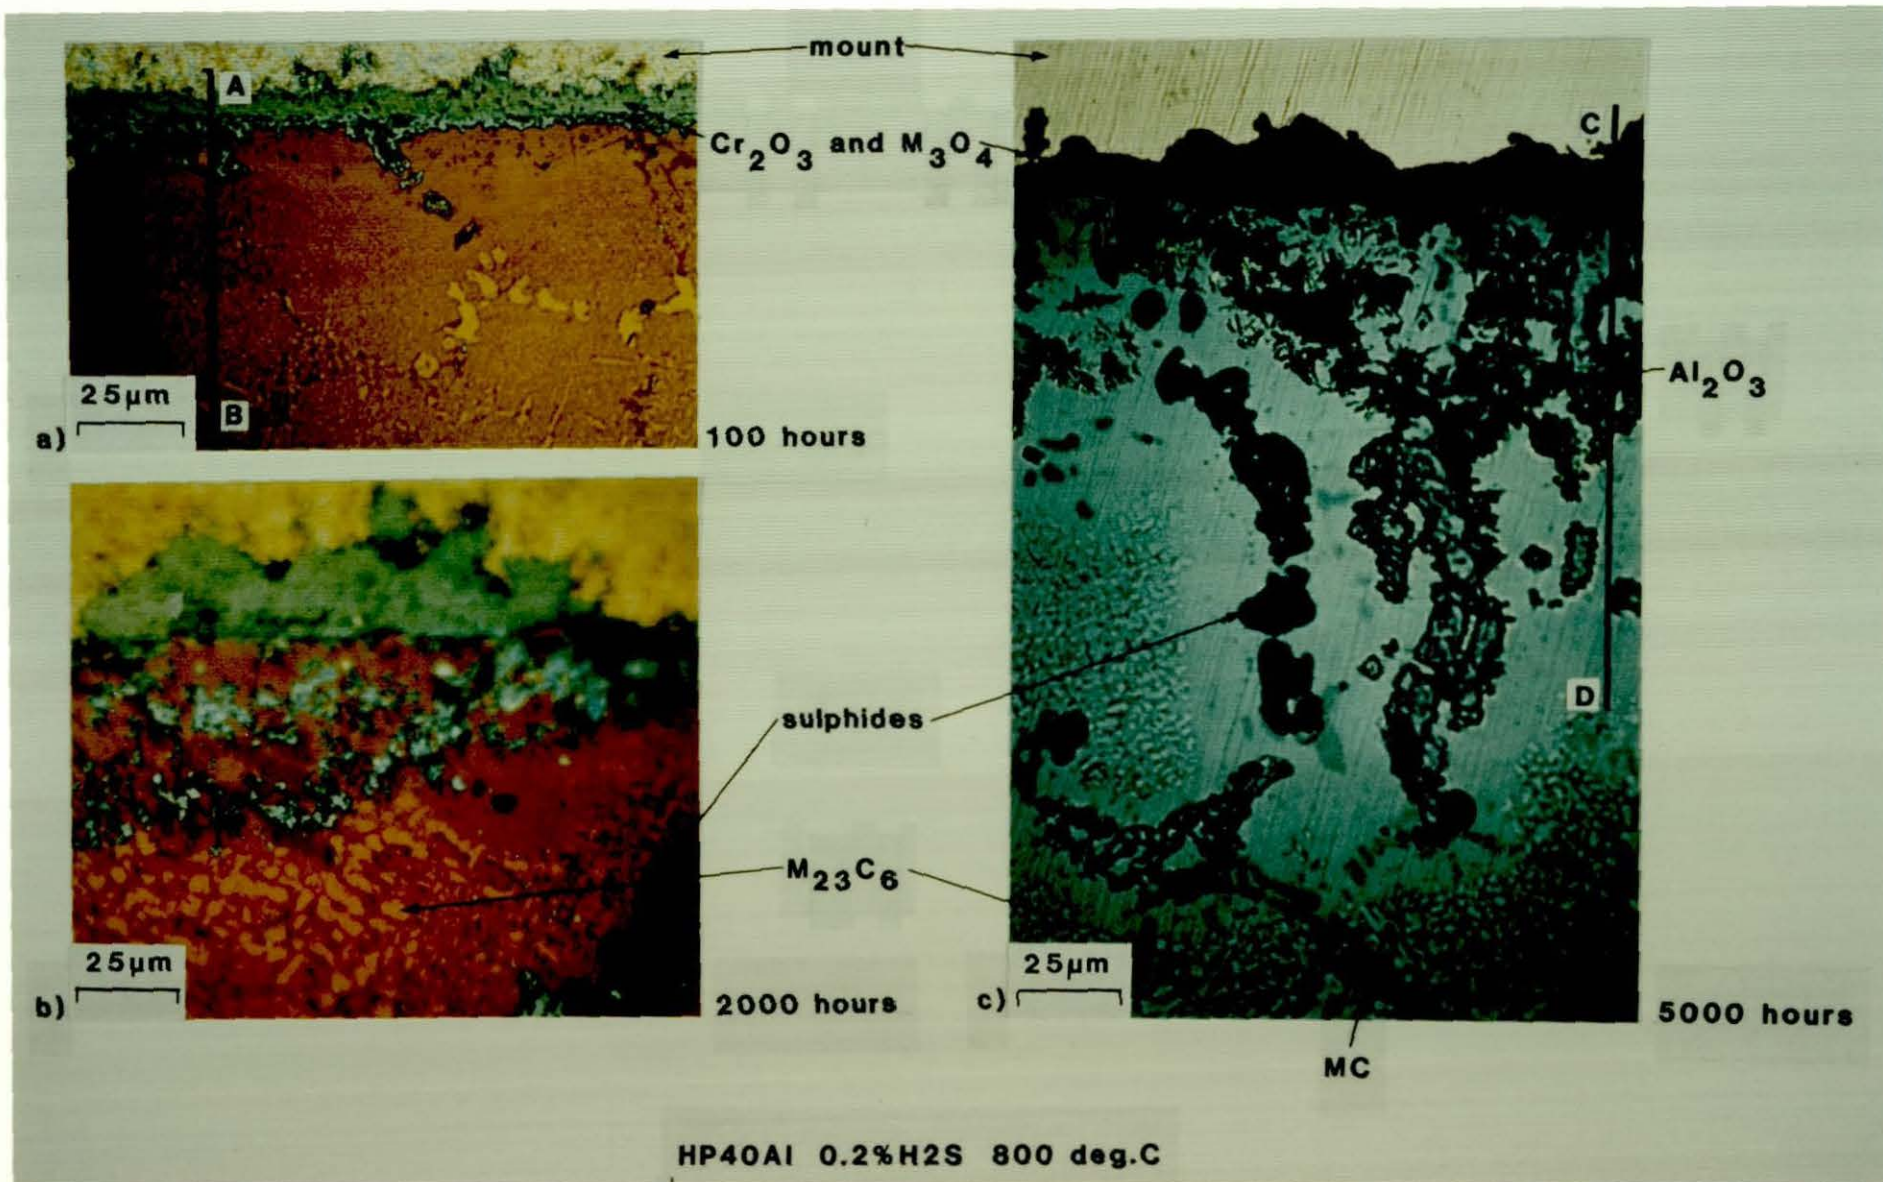 mount
A
Cr2O3 and M3O4
C
B
25µm
a)
100 hours
Al2O3
sulphides
D
M23C6
25µm
b)
2000 hours
25µm
c)
5000 hours
MC
HP40Al 0.2%H2S 800 deg.C